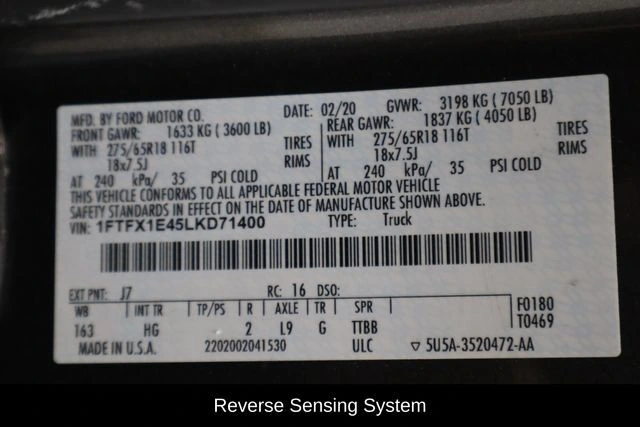 MFD. BY FORD MOTOR CO. DATE: 02/20 GVWR: 3198 KG ( 7050 LB)
FRONT GAWR: 1633 KG ( 3600 LB) REAR GAWR: 1837 KG ( 4050 LB)
WITH 275/65R18 116T TIRES WITH 275/65R18 116T TIRES
18x7.5J RIMS 18x7.5J RIMS
AT 240 kPa/ 35 PSI COLD AT 240 kPa/ 35 PSI COLD
THIS VEHICLE CONFORMS TO ALL APPLICABLE FEDERAL MOTOR VEHICLE
SAFETY STANDARDS IN EFFECT ON THE DATE OF MANUFACTURE SHOWN ABOVE.
VIN: 1FTFX1E45LKD71400 TYPE: Truck
EXT PNT: J7 RC: 16 DSO:
WB INT TR TP/PS R AXLE TR SPR F0180
163 HG 2 L9 G TTBB T0469
MADE IN U.S.A. 2202002041530 ULC ▽ 5U5A-3520472-AA
Reverse Sensing System